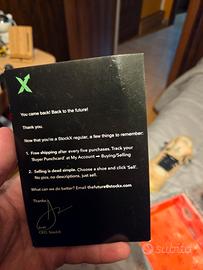 X
You came back! Back to the future!
Thank you.
Now that you're a StockX regular, a few things to remember:
1. Free shipping after every five purchases. Track your
'Buyer Punchcard' at My Account → Buying/Selling
2. Selling is dead simple. Choose a shoe and click 'Sell'.
No pics, no descriptions, just sell.
What can we do better? Email thefuture@stockx.com
Thanks
CEO, StockX
subito